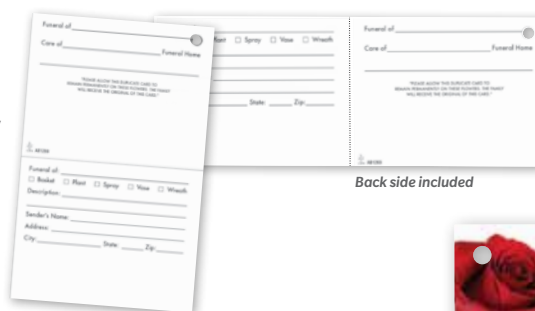 Funeral of
Care of Funeral Home
"PLEASE ALLOW THIS DUPLICATE CARD TO
REMAIN PERMANENTLY ON THESE FLOWERS. THE FAMILY
WILL RECEIVE THE ORIGINAL OF THIS CARD."
Funeral of:
☐ Basket ☐ Plant ☐ Spray ☐ Vase ☐ Wreath
Description:
Sender's Name:
Address:
City: State: Zip:
Plant ☐ Spray ☐ Vase ☐ Wreath
State: Zip:
Funeral of
Care of Funeral Home
"PLEASE ALLOW THIS DUPLICATE CARD TO
REMAIN PERMANENTLY ON THESE FLOWERS. THE FAMILY
WILL RECEIVE THE ORIGINAL OF THIS CARD."
Back side included